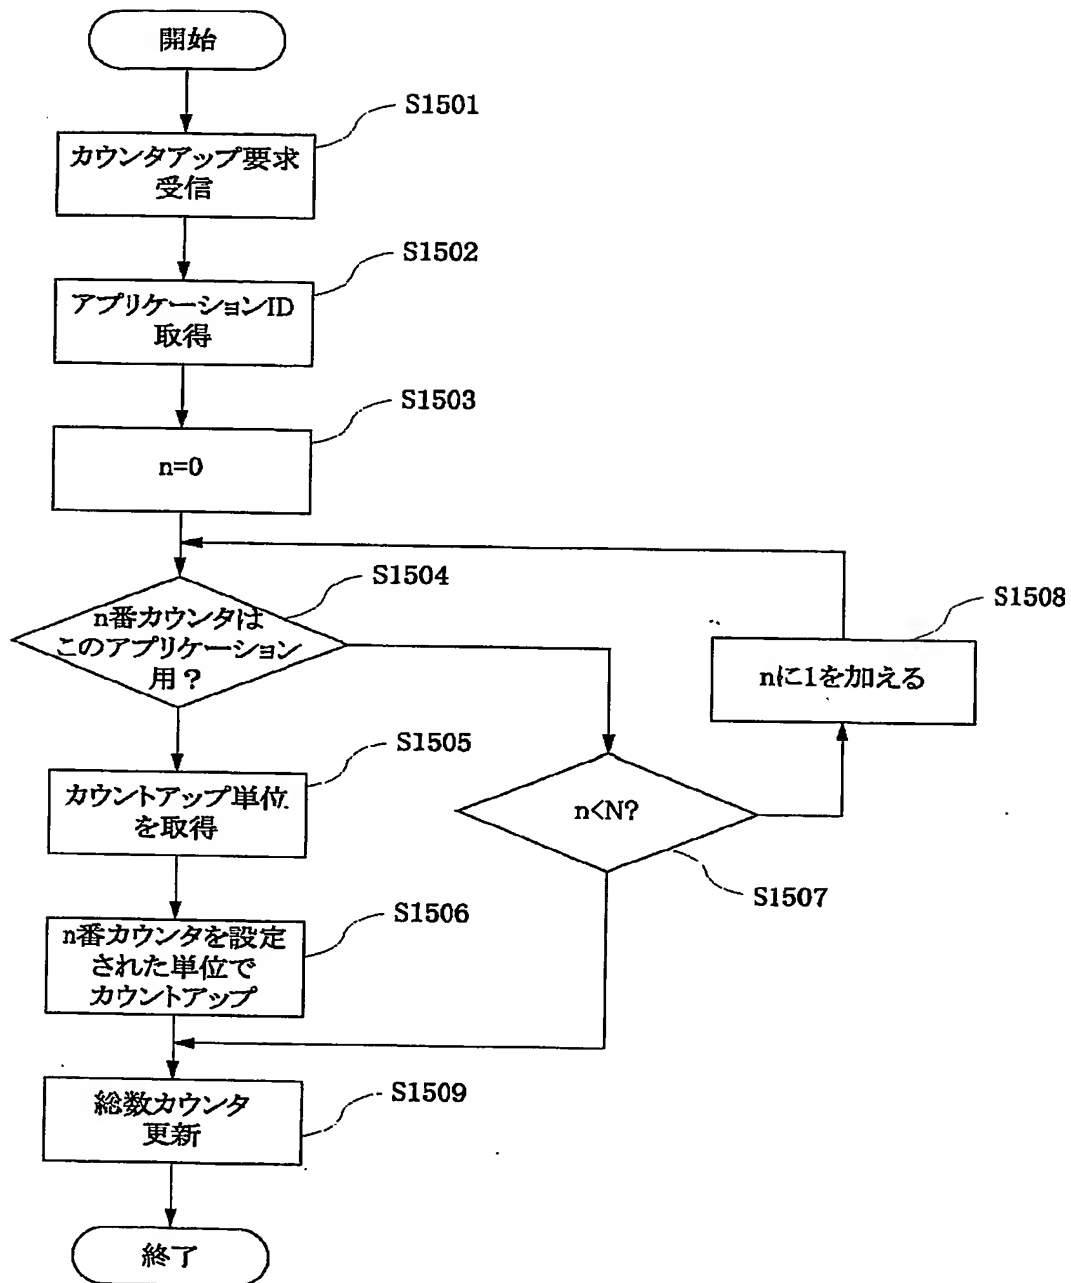 開始
S1501
カウンタアップ要求
受信
S1502
アプリケーションID
取得
S1503
n=0
S1504
n番カウンタは
このアプリケーション
用?
S1508
nに1を加える
S1505
カウントアップ単位
を取得
n<N?
S1507
S1506
n番カウンタを設定
された単位で
カウントアップ
S1509
総数カウンタ
更新
終了